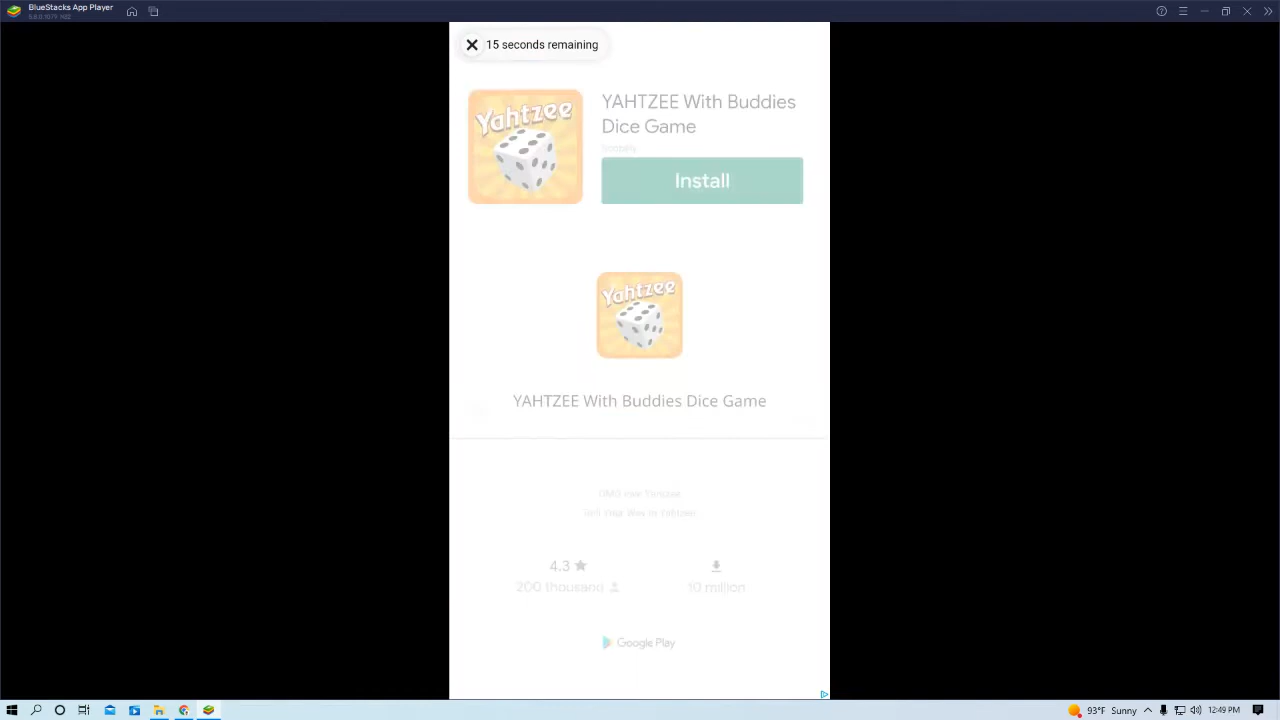 BlueStacks App Player
15 seconds remaining
Yahtzee
YAHTZEE With Buddies
Dice Game
Install
Yahtzee
YAHTZEE With Buddies Dice Game
4.3
200 thousand
10 million
Google Play
93°F Sunny
12:49 PM